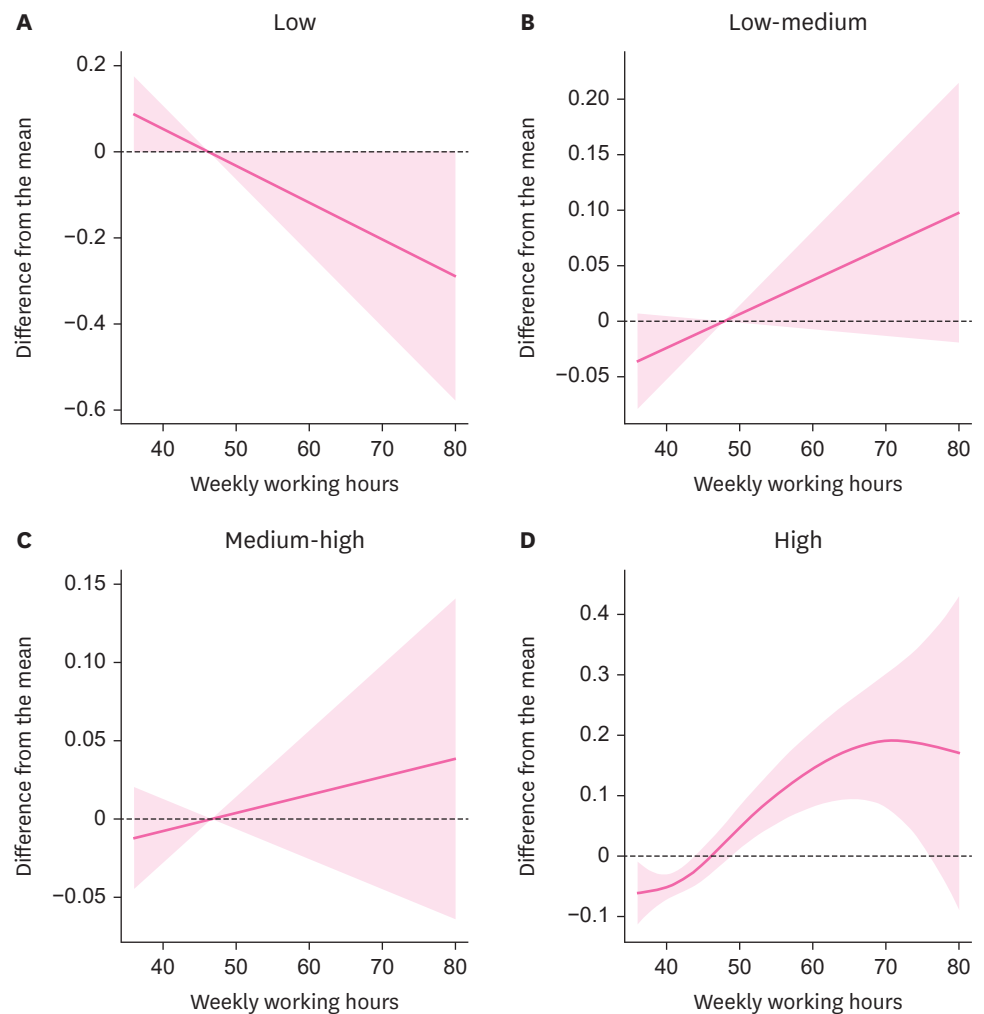 A
Low
0.2
0
−0.2
−0.4
−0.6
Difference from the mean
40 50 60 70 80
Weekly working hours
B
Low-medium
0.20
0.15
0.10
0.05
0
−0.05
Difference from the mean
40 50 60 70 80
Weekly working hours
C
Medium-high
0.15
0.10
0.05
0
−0.05
Difference from the mean
40 50 60 70 80
Weekly working hours
D
High
0.4
0.3
0.2
0.1
0
−0.1
Difference from the mean
40 50 60 70 80
Weekly working hours